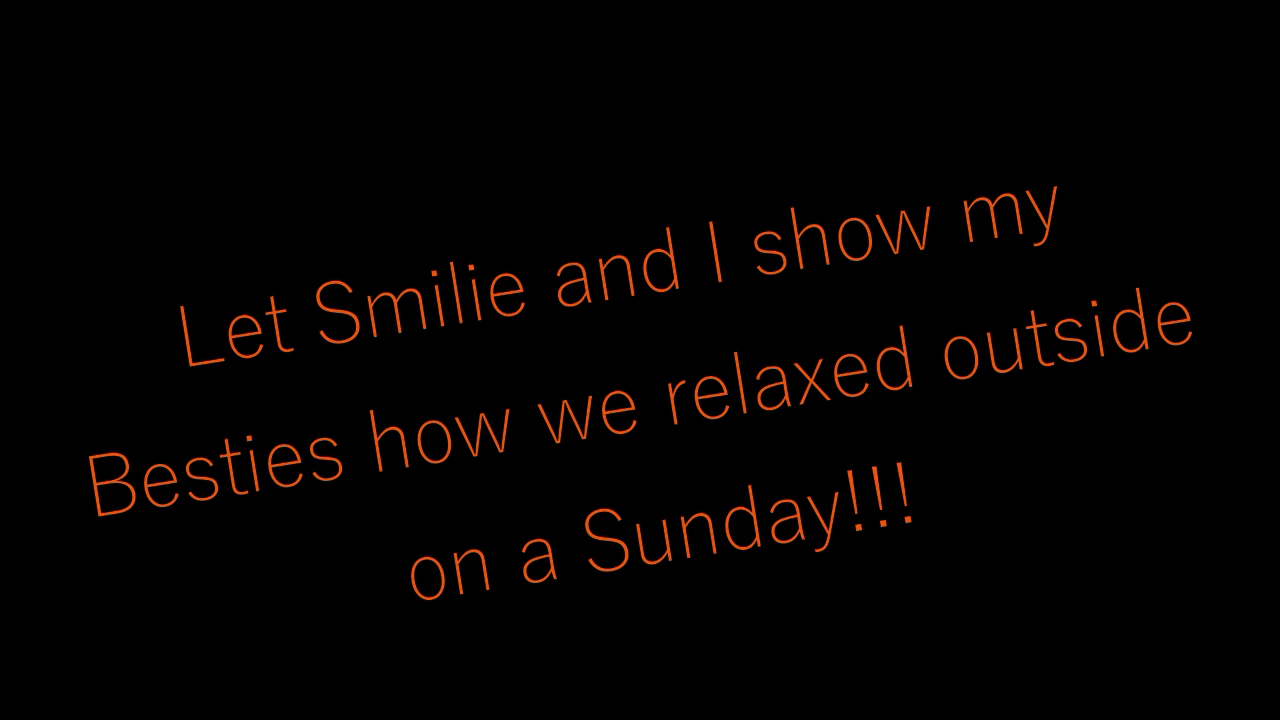 Let Smilie and I show my
Besties how we relaxed outside
on a Sunday!!!